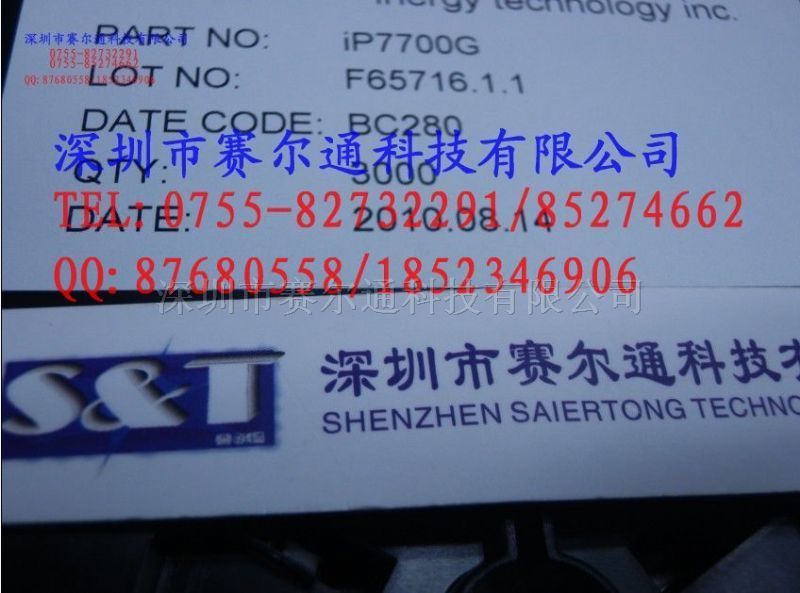 inergy technology inc.
深圳市赛尔通科技有限公司
0755-82732291
0755-85274662
QQ:87680558/1852346906
PART NO: iP7700G
LOT NO: F65716.1.1
DATE CODE: BC280
深圳市赛尔通科技有限公司
QTY: 3000
TEL:0755-82732291/85274662
DATE: 2010.08.14
QQ:87680558/1852346906
深圳市赛尔通科技有限公司
S&T
深圳市赛尔通科技有
SHENZHEN SAIERTONG TECHNO